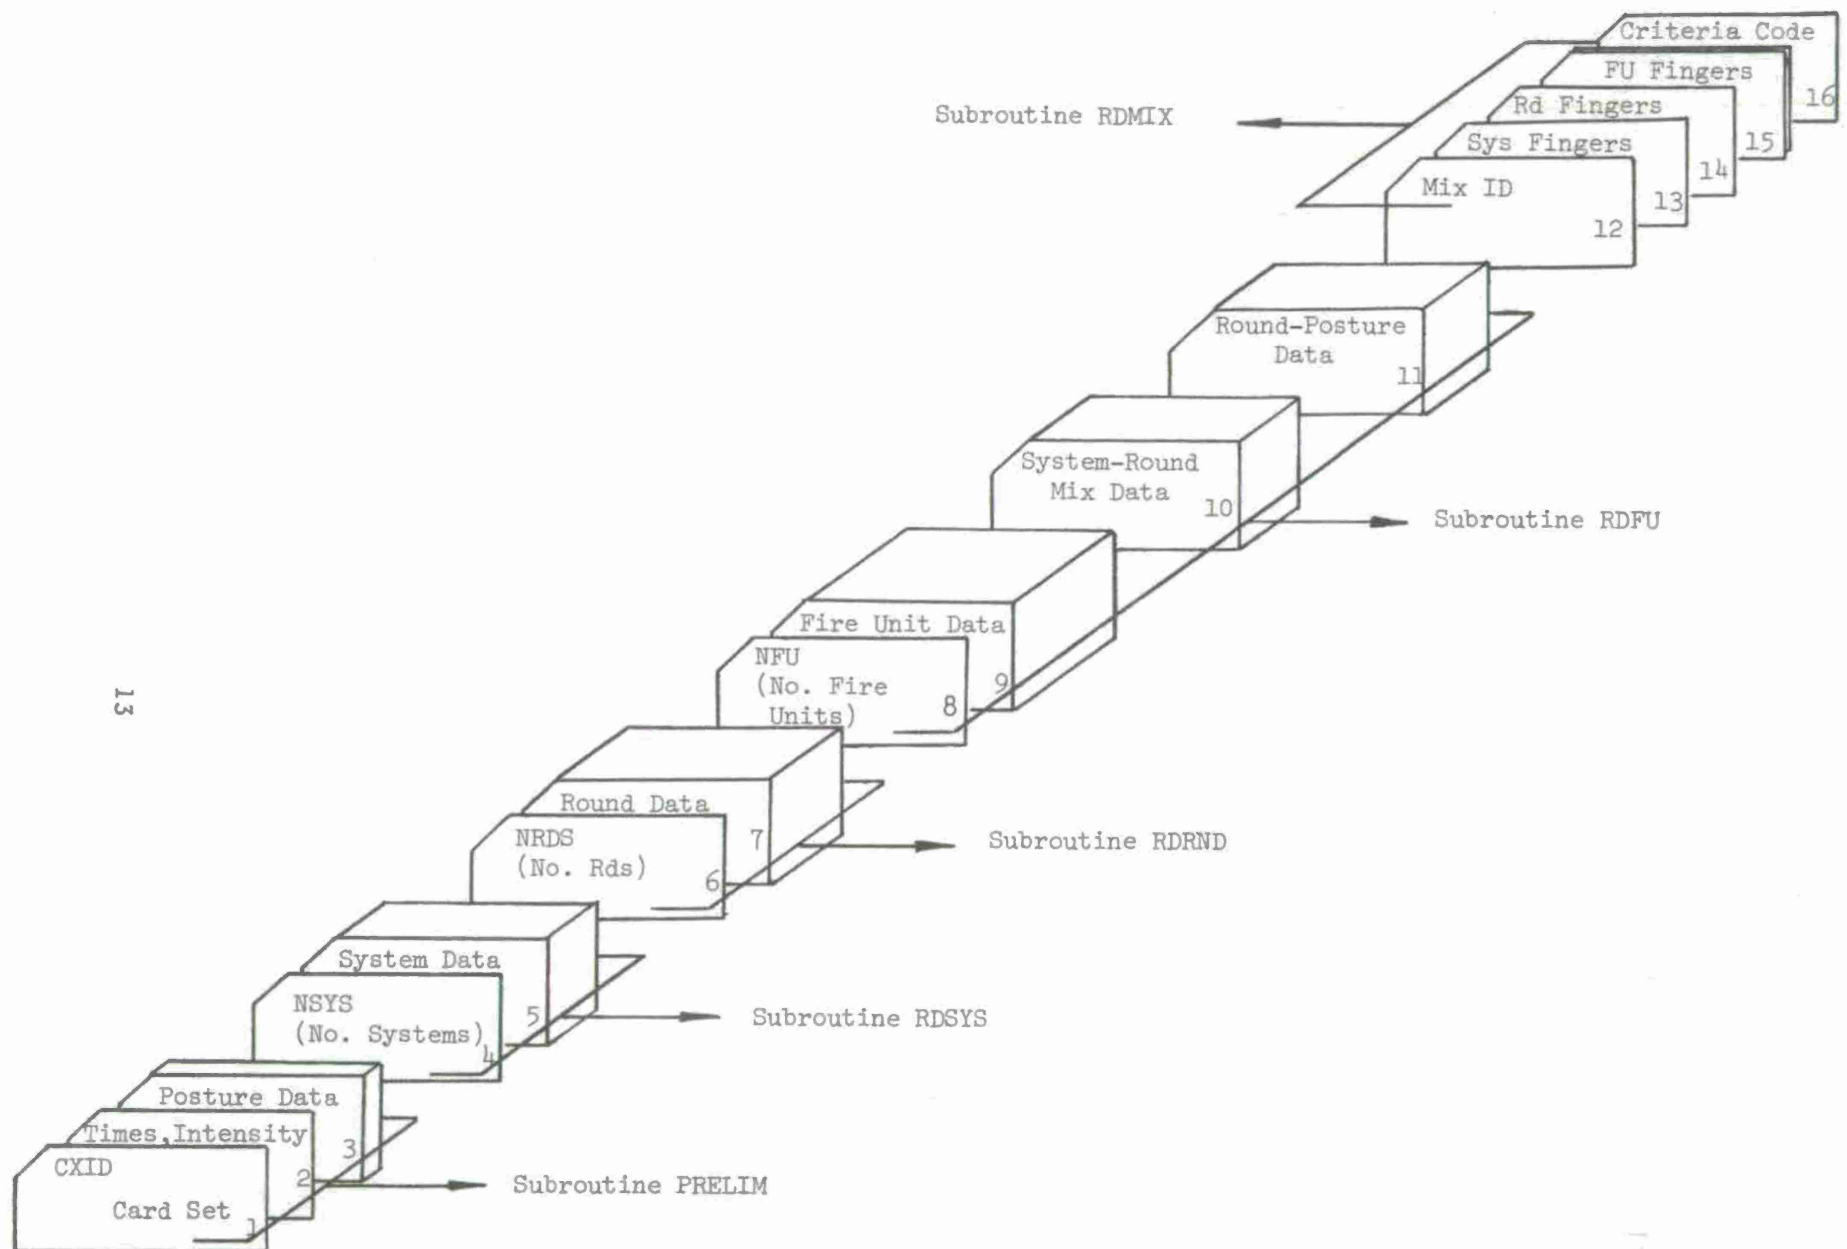 Criteria Code
16
FU Fingers
15
Rd Fingers
14
Sys Fingers
13
Mix ID
12
Subroutine RDMIX
Round-Posture
Data
11
System-Round
Mix Data
10
Subroutine RDFU
Fire Unit Data
9
NFU
(No. Fire
Units)
8
13
Round Data
7
NRDS
(No. Rds)
6
Subroutine RDRND
System Data
5
NSYS
(No. Systems)
4
Subroutine RDSYS
Posture Data
3
Times,Intensity
2
CXID
Card Set
1
Subroutine PRELIM